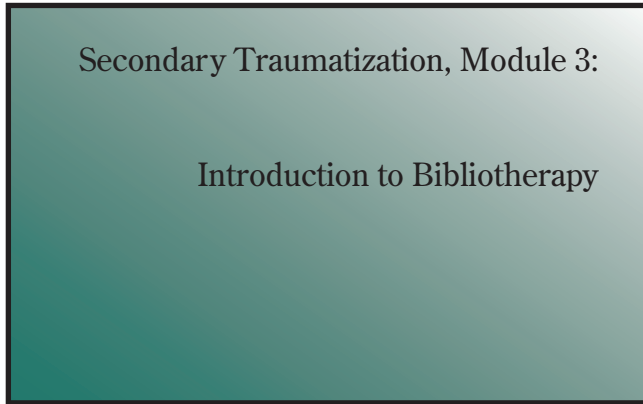 Secondary Traumatization, Module 3:
Introduction to Bibliotherapy